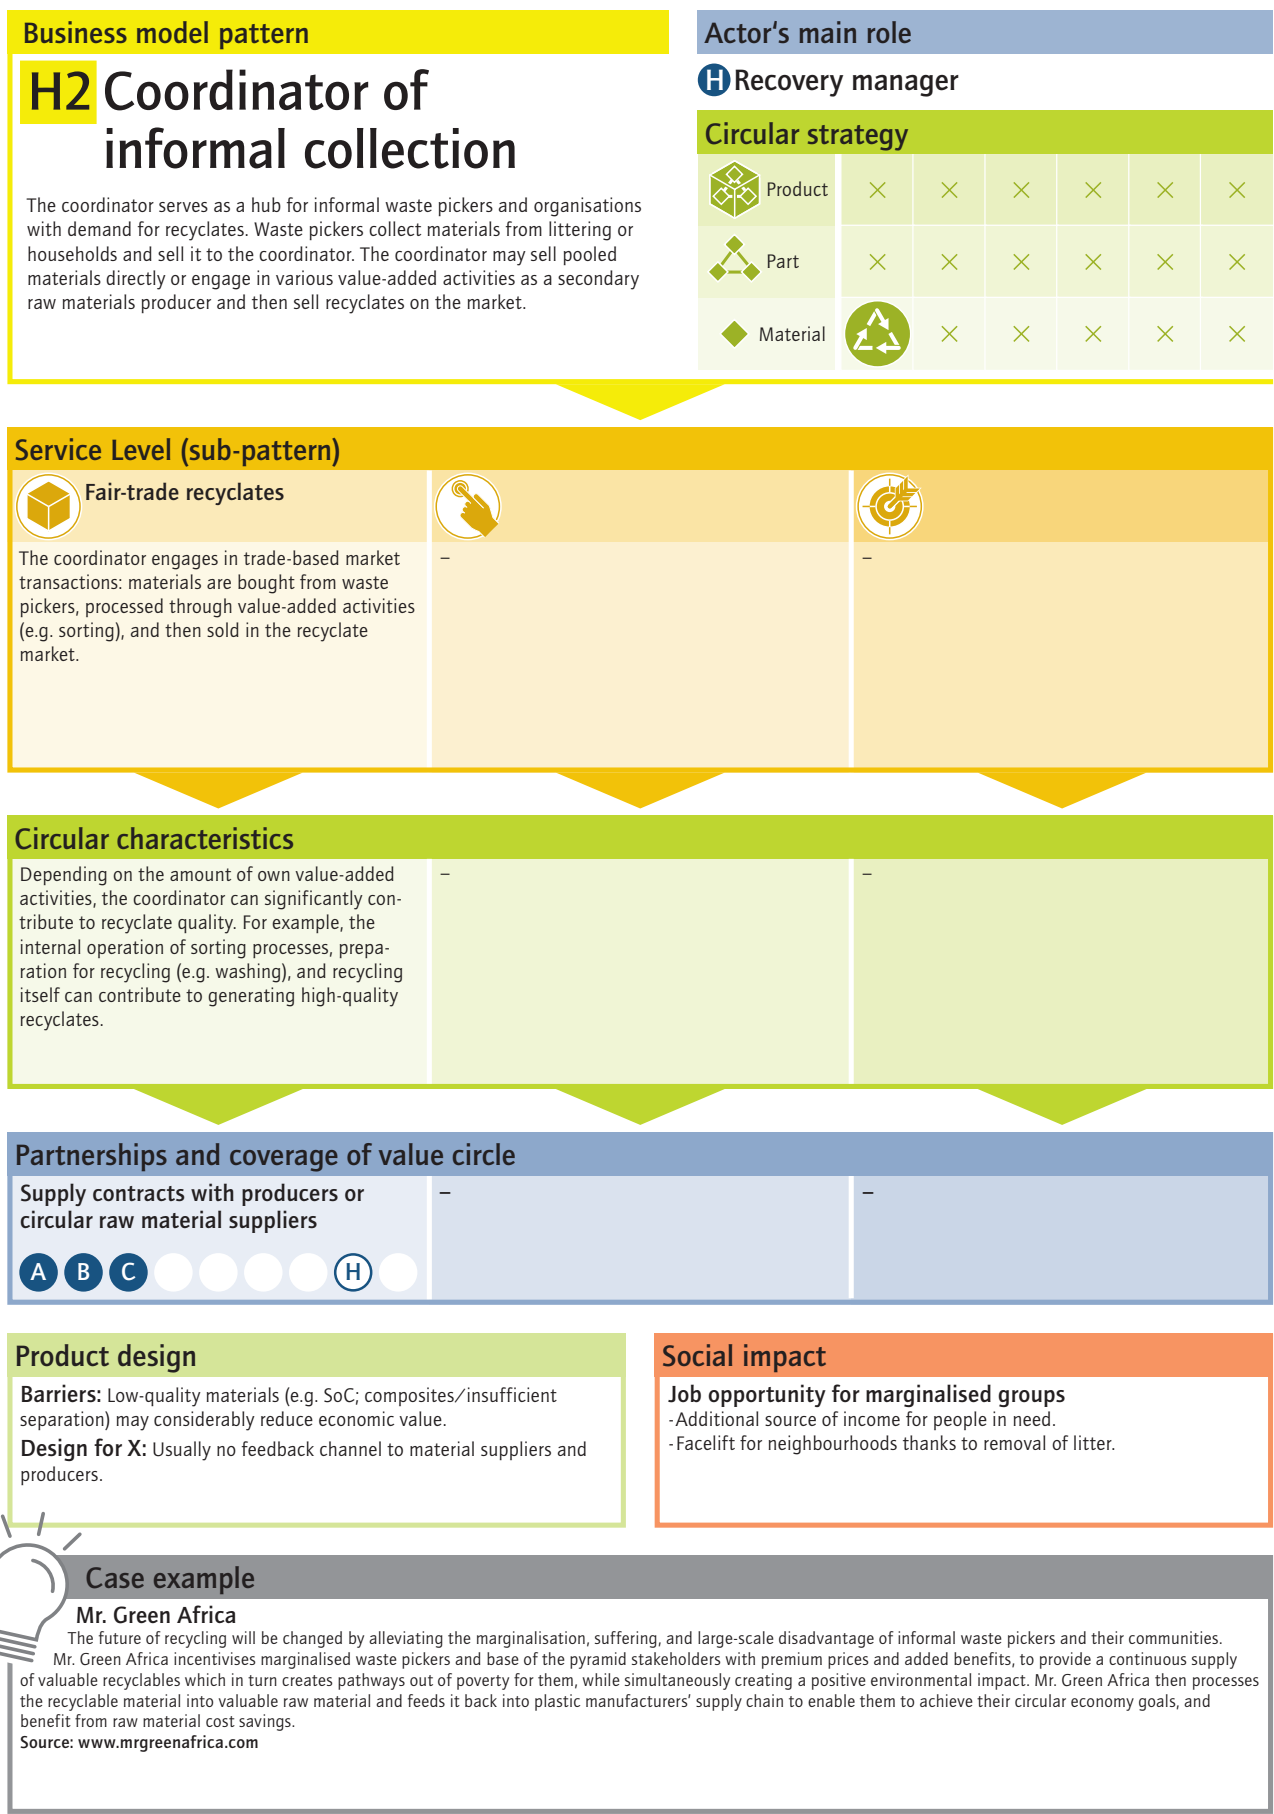 Business model pattern
H2 Coordinator of
informal collection
The coordinator serves as a hub for informal waste pickers and organisations
with demand for recyclates. Waste pickers collect materials from littering or
households and sell it to the coordinator. The coordinator may sell pooled
materials directly or engage in various value-added activities as a secondary
raw materials producer and then sell recyclates on the market.
Actor‘s main role
H Recovery manager
Circular strategy
Product
Part
Material
Service Level (sub-pattern)
Fair-trade recyclates
The coordinator engages in trade-based market
transactions: materials are bought from waste
pickers, processed through value-added activities
(e.g. sorting), and then sold in the recyclate
market.
–
–
Circular characteristics
Depending on the amount of own value-added
activities, the coordinator can significantly con-
tribute to recyclate quality. For example, the
internal operation of sorting processes, prepa-
ration for recycling (e.g. washing), and recycling
itself can contribute to generating high-quality
recyclates.
–
–
Partnerships and coverage of value circle
Supply contracts with producers or
circular raw material suppliers
A B C H
–
–
Product design
Barriers: Low-quality materials (e.g. SoC; composites/insufficient
separation) may considerably reduce economic value.
Design for X: Usually no feedback channel to material suppliers and
producers.
Social impact
Job opportunity for marginalised groups
-Additional source of income for people in need.
-Facelift for neighbourhoods thanks to removal of litter.
Case example
Mr. Green Africa
The future of recycling will be changed by alleviating the marginalisation, suffering, and large-scale disadvantage of informal waste pickers and their communities.
Mr. Green Africa incentivises marginalised waste pickers and base of the pyramid stakeholders with premium prices and added benefits, to provide a continuous supply
of valuable recyclables which in turn creates pathways out of poverty for them, while simultaneously creating a positive environmental impact. Mr. Green Africa then processes
the recyclable material into valuable raw material and feeds it back into plastic manufacturers’ supply chain to enable them to achieve their circular economy goals, and
benefit from raw material cost savings.
Source: www.mrgreenafrica.com